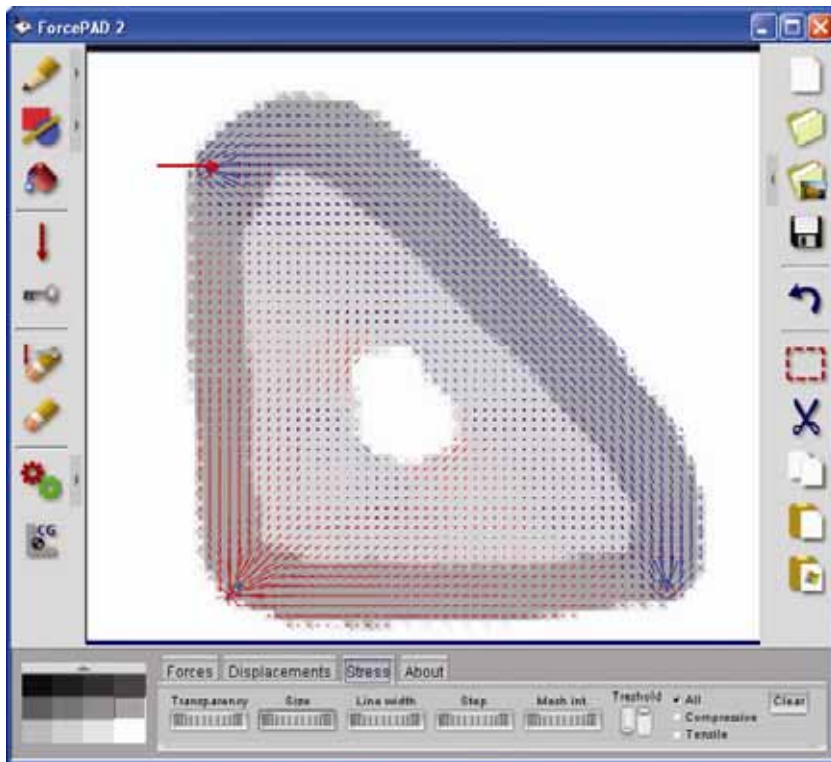 ForcePAD 2
CG
Forces Displacements Stress About
Transparency Size Line width Step Mesh int. Treshold All Clear
Compressive
Tensile